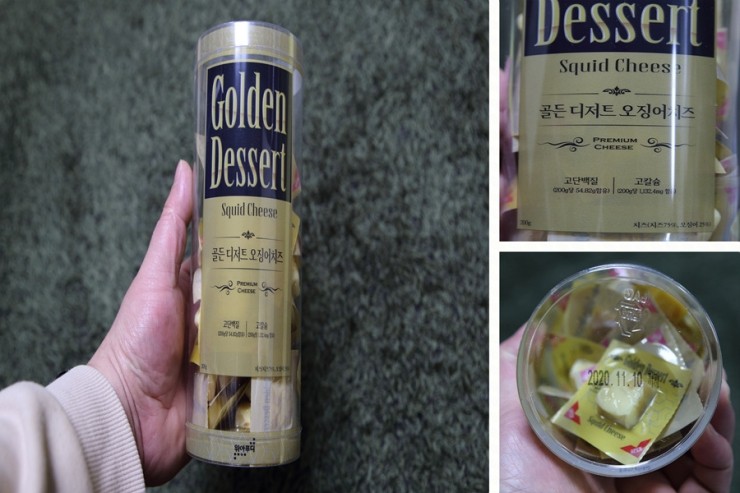 Golden
Dessert
Squid Cheese
골든 디저트 오징어치즈
PREMIUM
CHEESE
고단백질
고칼슘
Dessert
Squid Cheese
골든 디저트 오징어치즈
PREMIUM
CHEESE
고단백질
고칼슘
Golden Dessert
2020.11.10
Squid Cheese